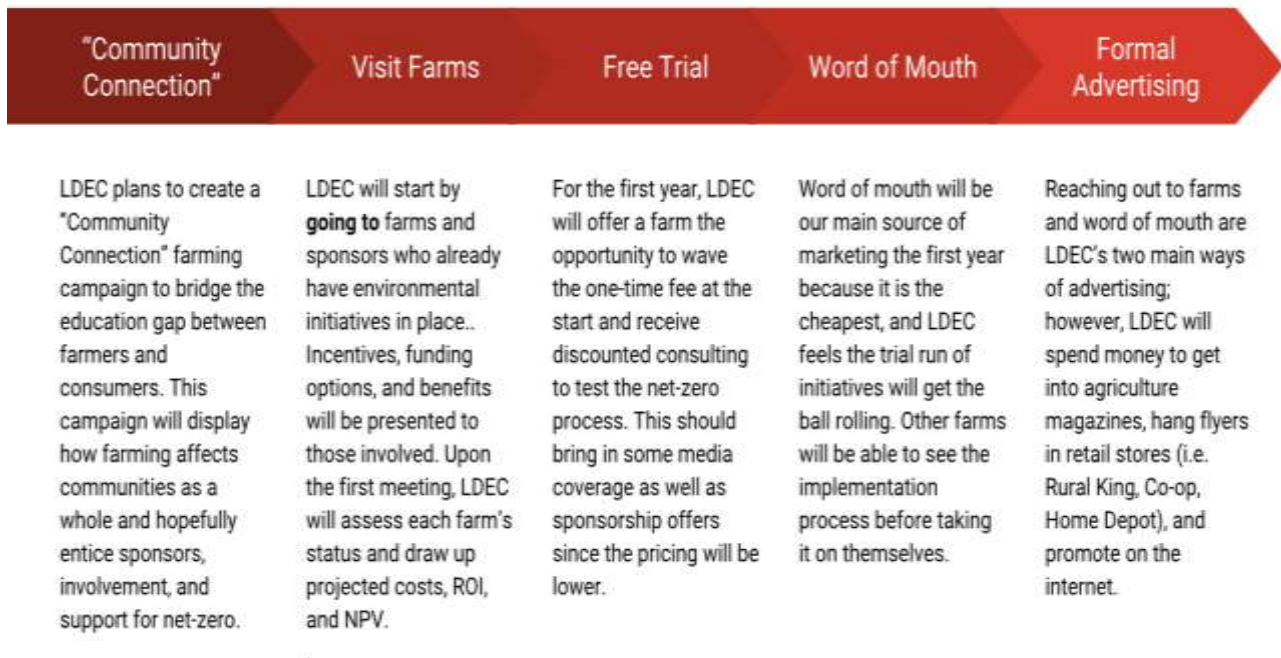 "Community
Connection"
Visit Farms
Free Trial
Word of Mouth
Formal
Advertising
LDEC plans to create a
"Community
Connection" farming
campaign to bridge the
education gap between
farmers and
consumers. This
campaign will display
how farming affects
communities as a
whole and hopefully
entice sponsors,
involvement, and
support for net-zero.
LDEC will start by
going to farms and
sponsors who already
have environmental
initiatives in place..
Incentives, funding
options, and benefits
will be presented to
those involved. Upon
the first meeting, LDEC
will assess each farm's
status and draw up
projected costs, ROI,
and NPV.
For the first year, LDEC
will offer a farm the
opportunity to wave
the one-time fee at the
start and receive
discounted consulting
to test the net-zero
process. This should
bring in some media
coverage as well as
sponsorship offers
since the pricing will be
lower.
Word of mouth will be
our main source of
marketing the first year
because it is the
cheapest, and LDEC
feels the trial run of
initiatives will get the
ball rolling. Other farms
will be able to see the
implementation
process before taking
it on themselves.
Reaching out to farms
and word of mouth are
LDEC's two main ways
of advertising;
however, LDEC will
spend money to get
into agriculture
magazines, hang flyers
in retail stores (i.e.
Rural King, Co-op,
Home Depot), and
promote on the
internet.